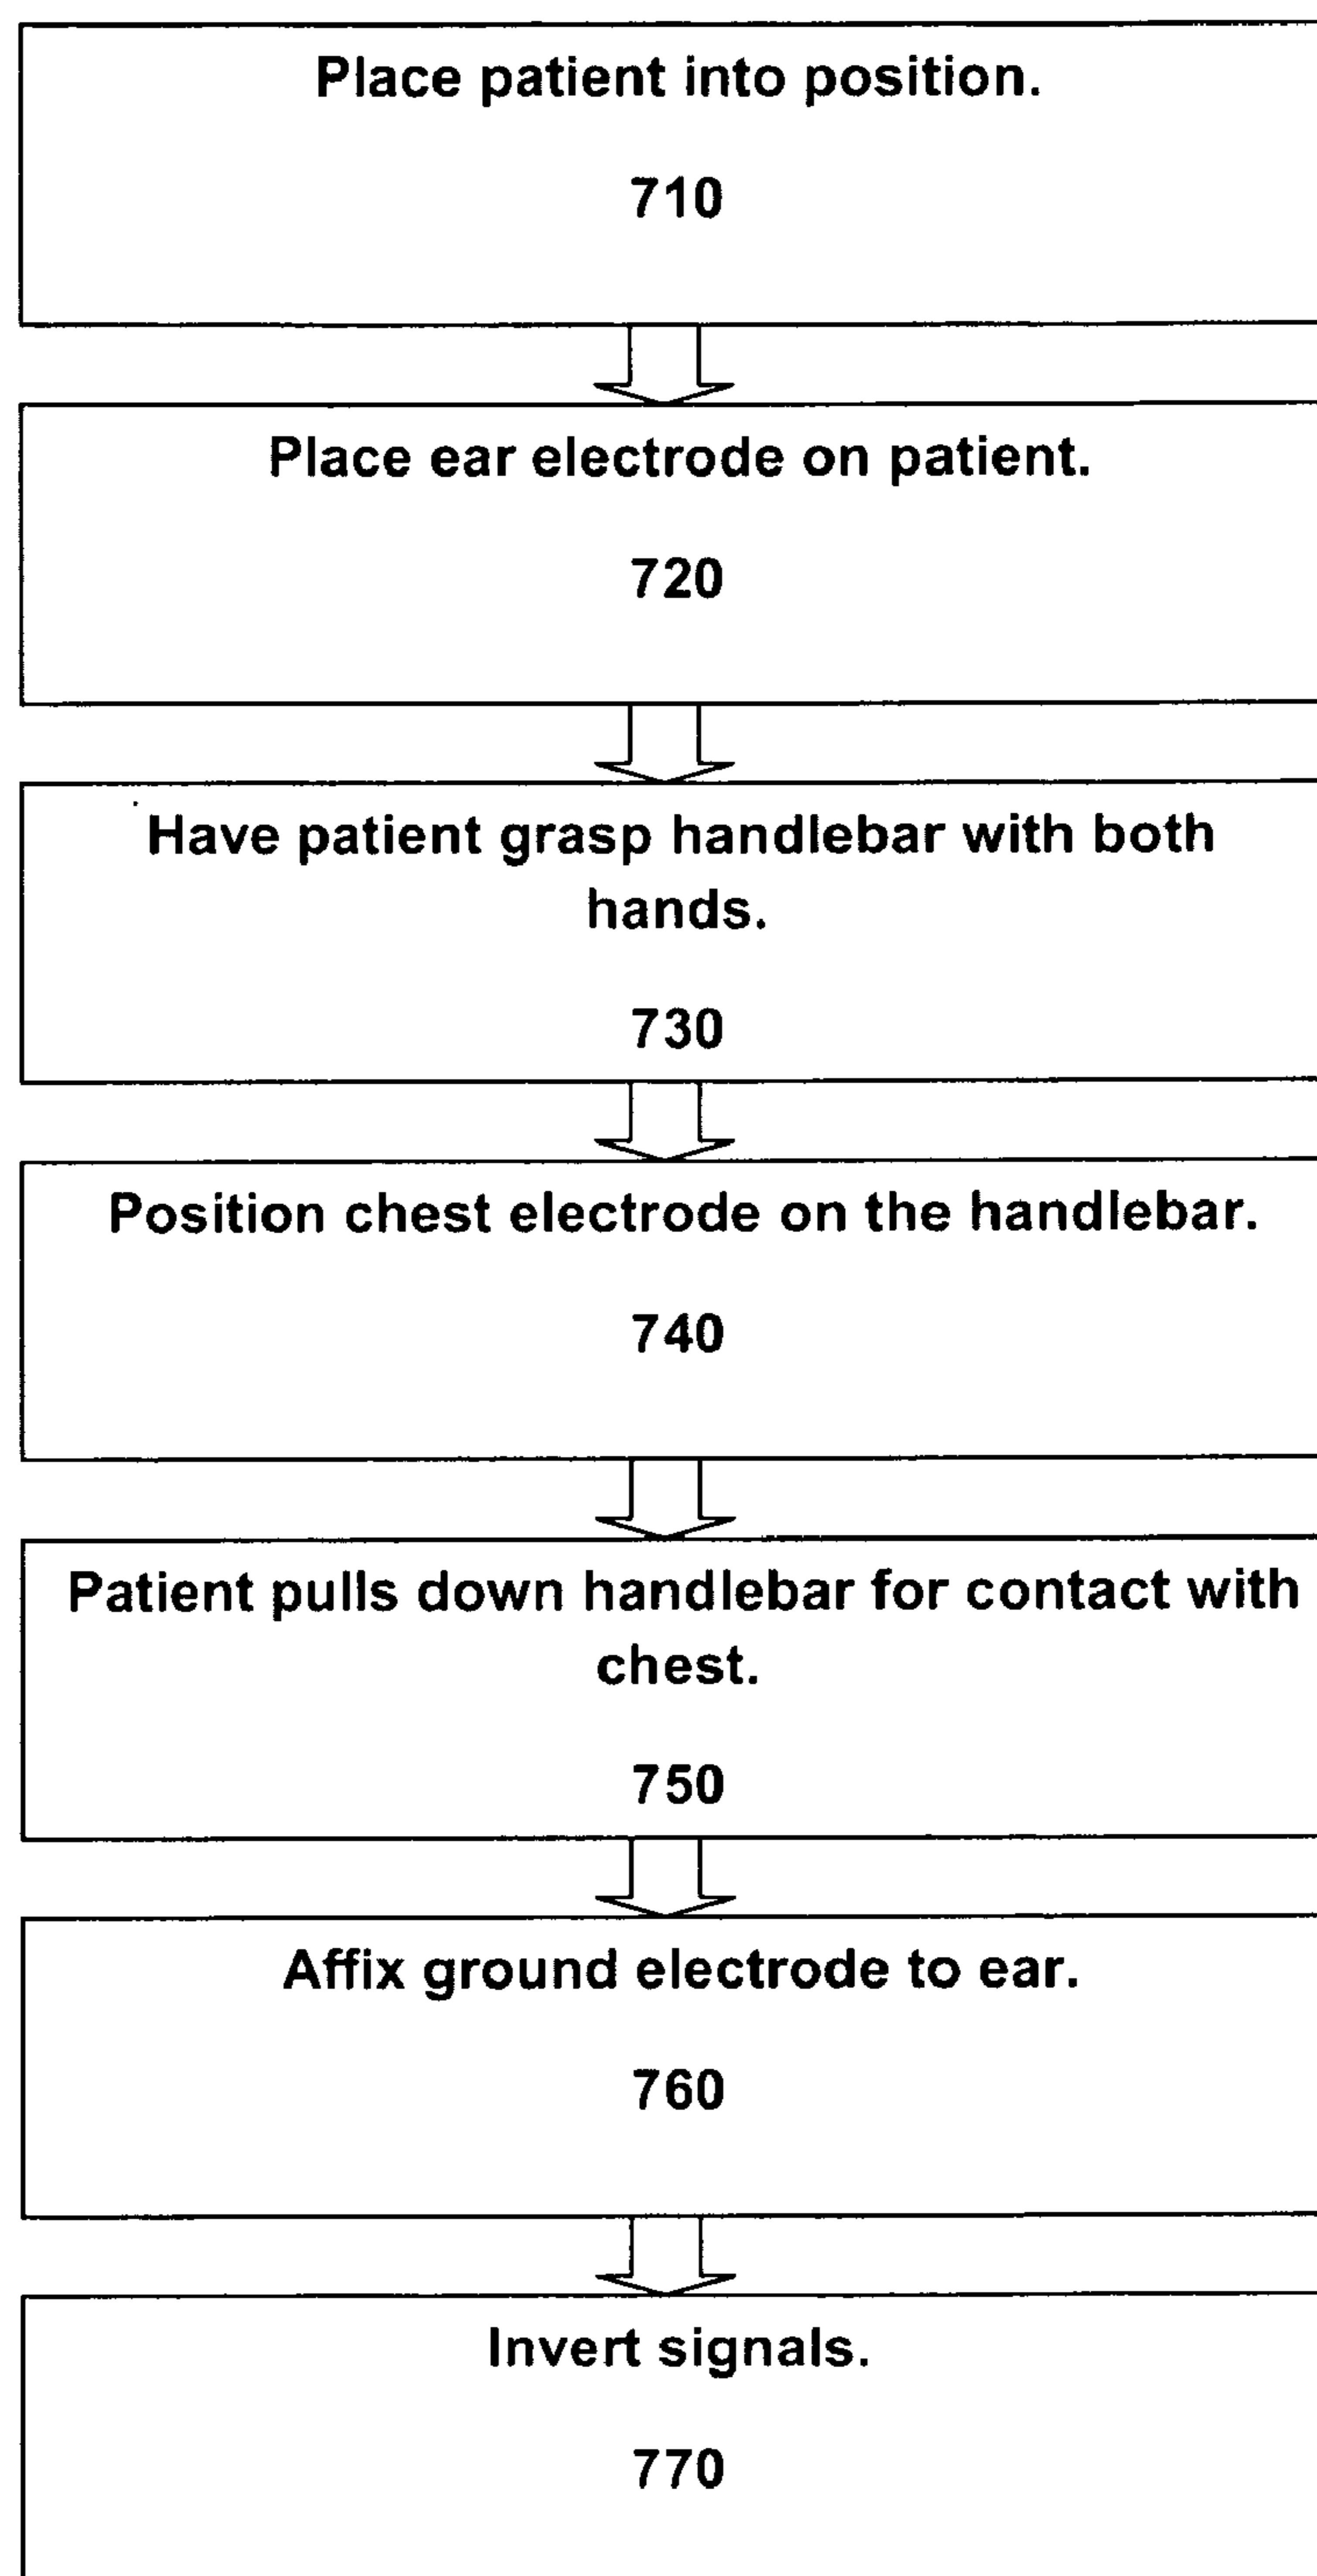 Place patient into position.
710
Place ear electrode on patient.
720
Have patient grasp handlebar with both
hands.
730
Position chest electrode on the handlebar.
740
Patient pulls down handlebar for contact with
chest.
750
Affix ground electrode to ear.
760
Invert signals.
770